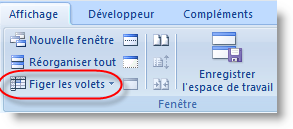 Affichage Développeur Compléments
Nouvelle fenêtre
Réorganiser tout
Figer les volets
Enregistrer
l'espace de travail
Fenêtre